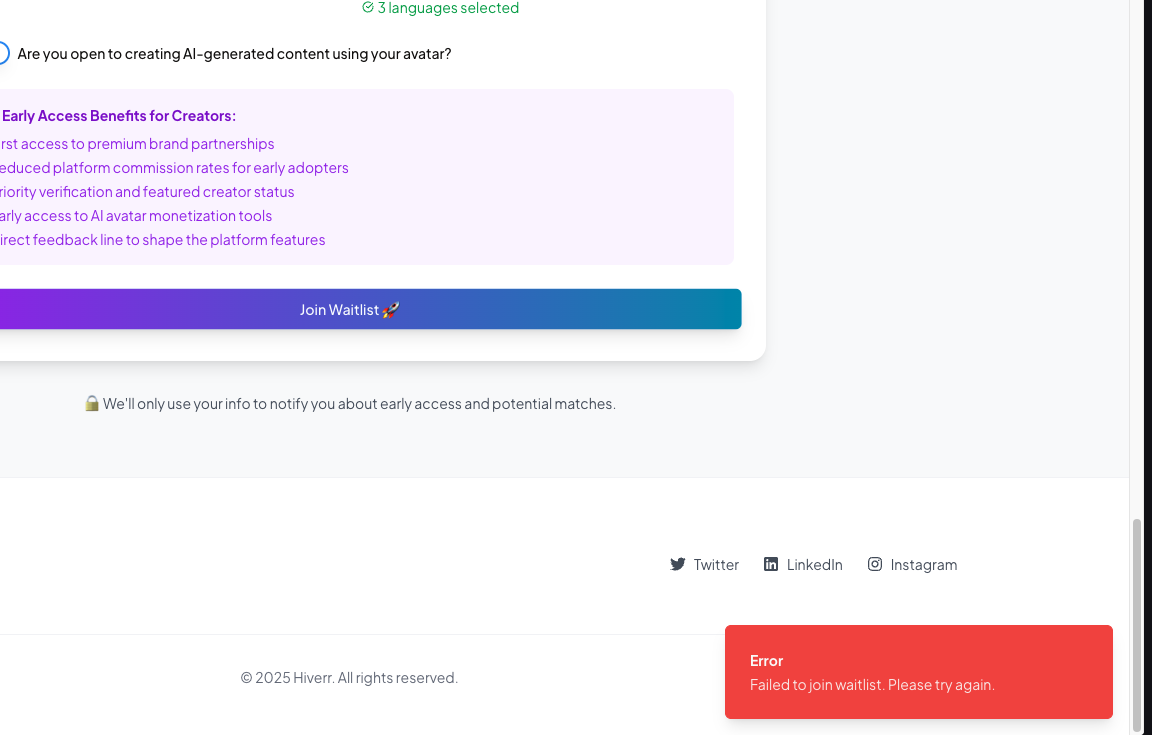 3 languages selected
Are you open to creating AI-generated content using your avatar?
Early Access Benefits for Creators:
rst access to premium brand partnerships
educed platform commission rates for early adopters
riority verification and featured creator status
arly access to AI avatar monetization tools
irect feedback line to shape the platform features
Join Waitlist 🚀
🔒 We'll only use your info to notify you about early access and potential matches.
Twitter LinkedIn Instagram
© 2025 Hiverr. All rights reserved.
Error
Failed to join waitlist. Please try again.